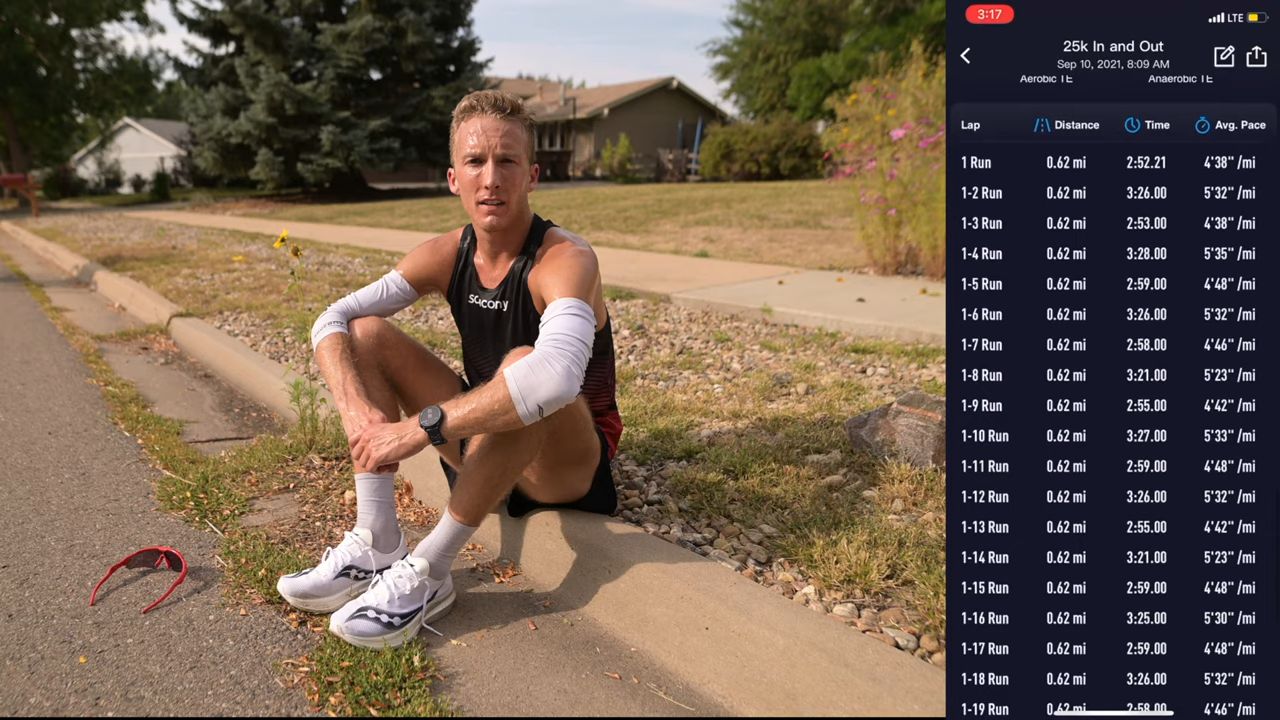 saucony
3:17
LTE
25k In and Out
Sep 10, 2021, 8:09 AM
Aerobic TE Anaerobic TE
Lap Distance Time Avg. Pace
1 Run 0.62 mi 2:52.21 4'38" /mi
1-2 Run 0.62 mi 3:26.00 5'32" /mi
1-3 Run 0.62 mi 2:53.00 4'38" /mi
1-4 Run 0.62 mi 3:28.00 5'35" /mi
1-5 Run 0.62 mi 2:59.00 4'48" /mi
1-6 Run 0.62 mi 3:26.00 5'32" /mi
1-7 Run 0.62 mi 2:58.00 4'46" /mi
1-8 Run 0.62 mi 3:21.00 5'23" /mi
1-9 Run 0.62 mi 2:55.00 4'42" /mi
1-10 Run 0.62 mi 3:27.00 5'33" /mi
1-11 Run 0.62 mi 2:59.00 4'48" /mi
1-12 Run 0.62 mi 3:26.00 5'32" /mi
1-13 Run 0.62 mi 2:55.00 4'42" /mi
1-14 Run 0.62 mi 3:21.00 5'23" /mi
1-15 Run 0.62 mi 2:59.00 4'48" /mi
1-16 Run 0.62 mi 3:25.00 5'30" /mi
1-17 Run 0.62 mi 2:59.00 4'48" /mi
1-18 Run 0.62 mi 3:26.00 5'32" /mi
1-19 Run 0.62 mi 2:58.00 4'46" /mi